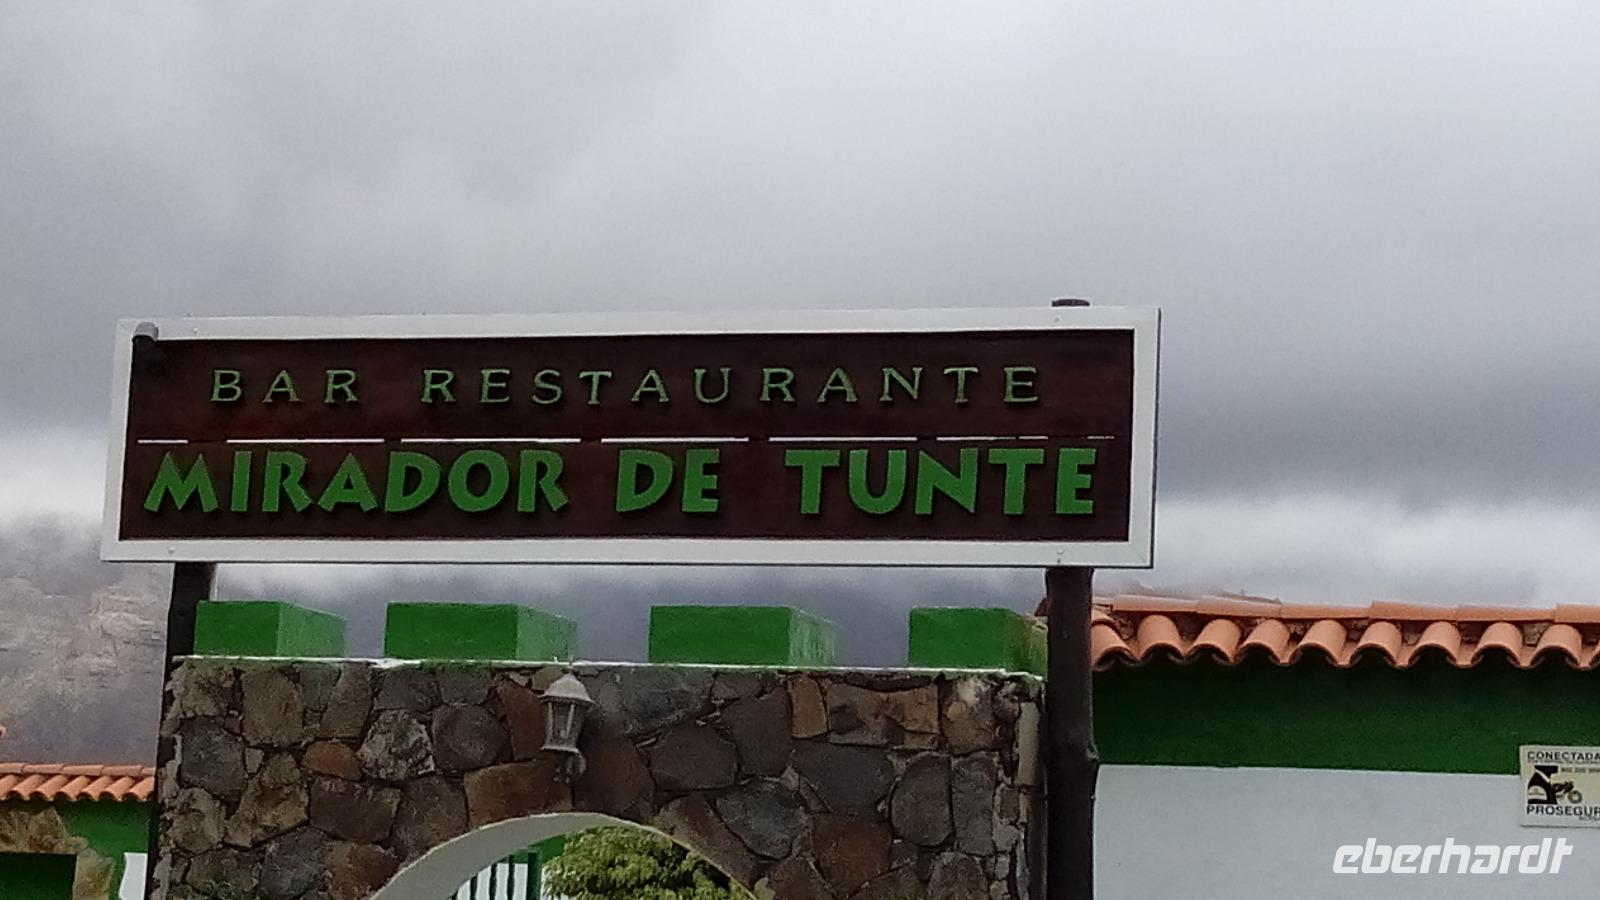 BAR RESTAURANTE
MIRADOR DE TUNTE
CONECTADA
PROSEGUR
eberhardt